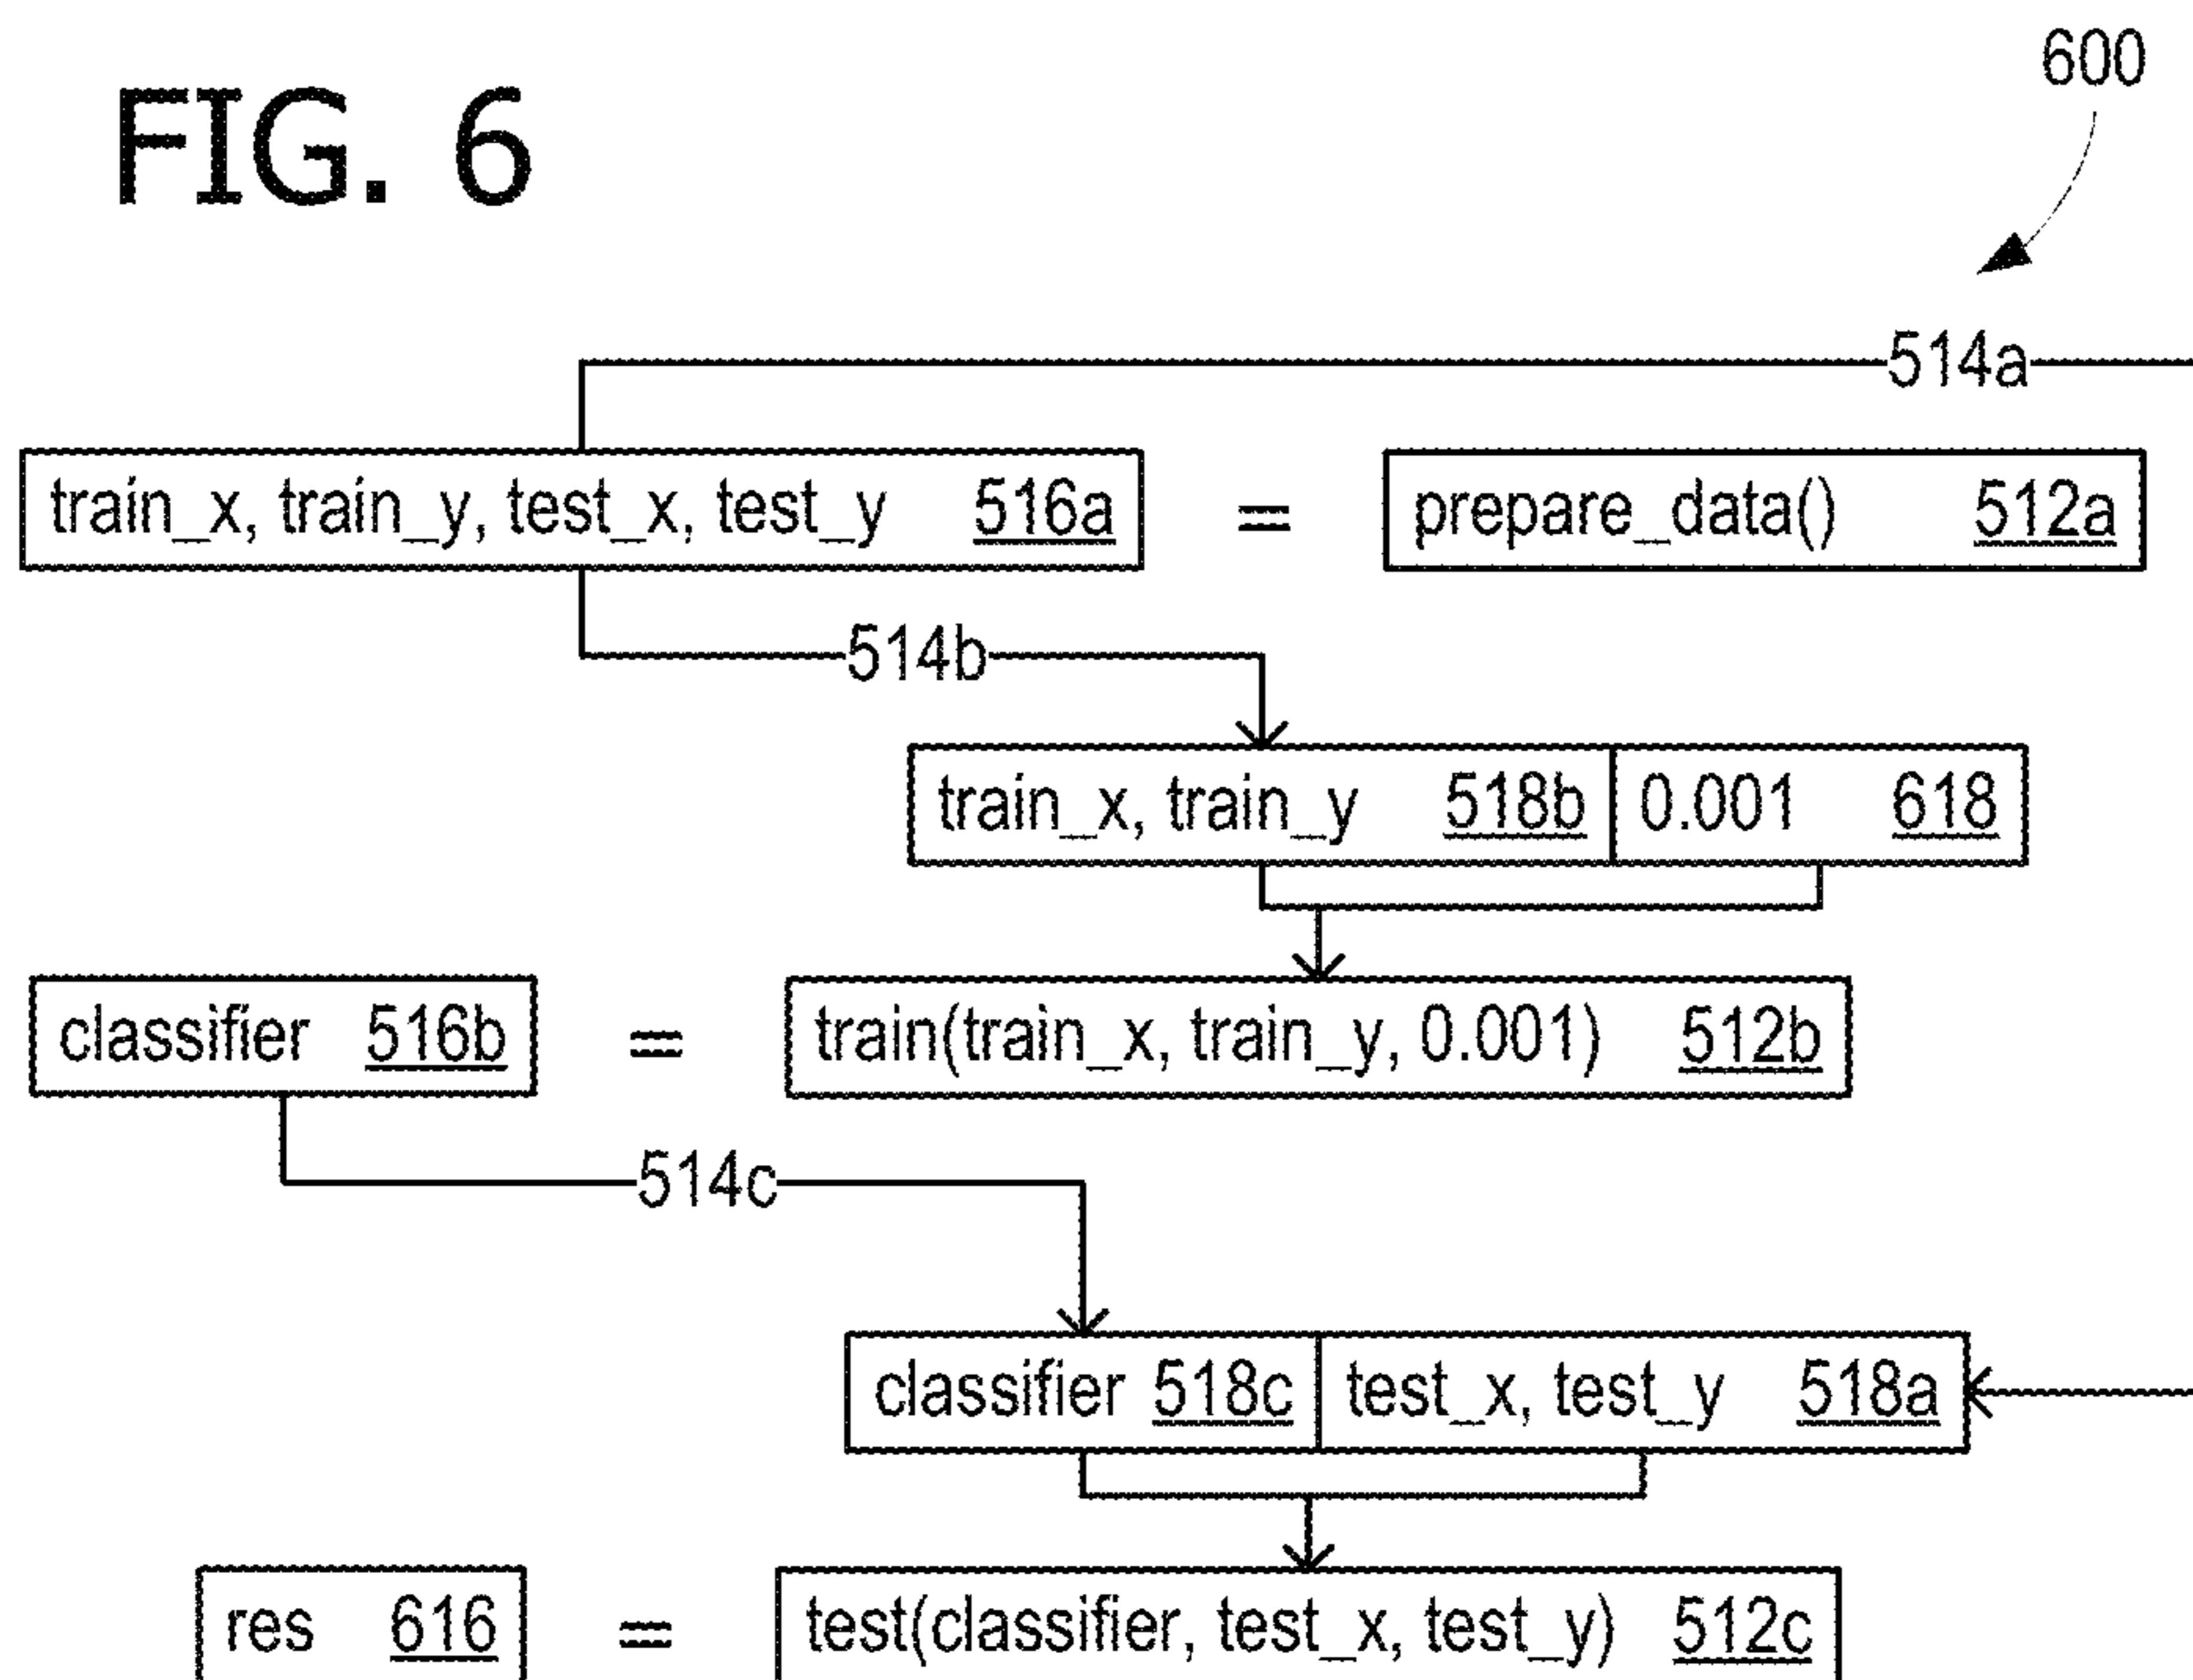 FIG. 6
600
514a
train_x, train_y, test_x, test_y 516a = prepare_data() 512a
514b
train_x, train_y 518b 0.001 618
classifier 516b = train(train_x, train_y, 0.001) 512b
514c
classifier 518c test_x, test_y 518a
res 616 = test(classifier, test_x, test_y) 512c